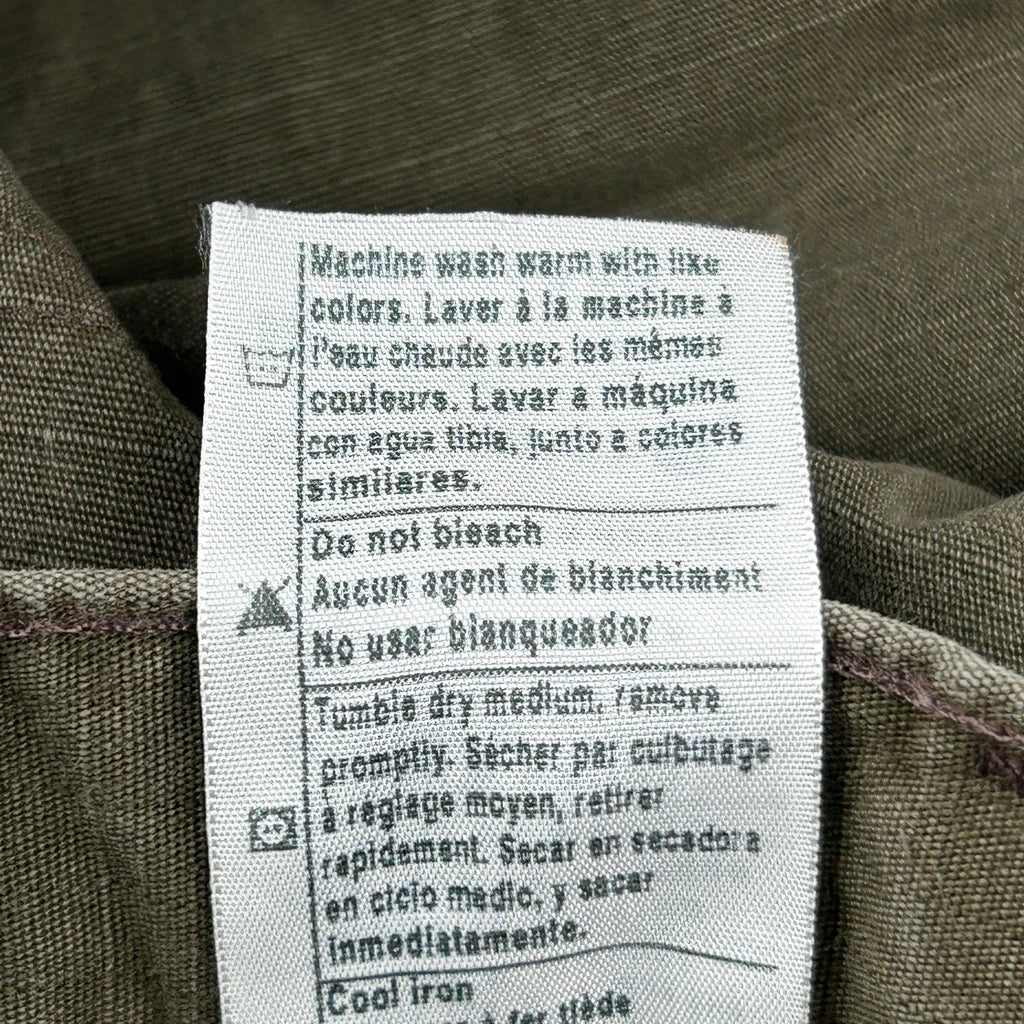 Machine wash warm with like
colors. Laver à la machine à
l'eau chaude avec les mêmes
couleurs. Lavar a máquina
con agua tibia, junto a colores
similares.
Do not bleach
Aucun agent de blanchiment
No usar blanqueador
Tumble dry medium, remove
promptly. Sécher par culbutage
à réglage moyen, retirer
rapidement. Secar en secadora
en ciclo medio, y sacar
inmediatamente.
Cool iron
à fer tiède